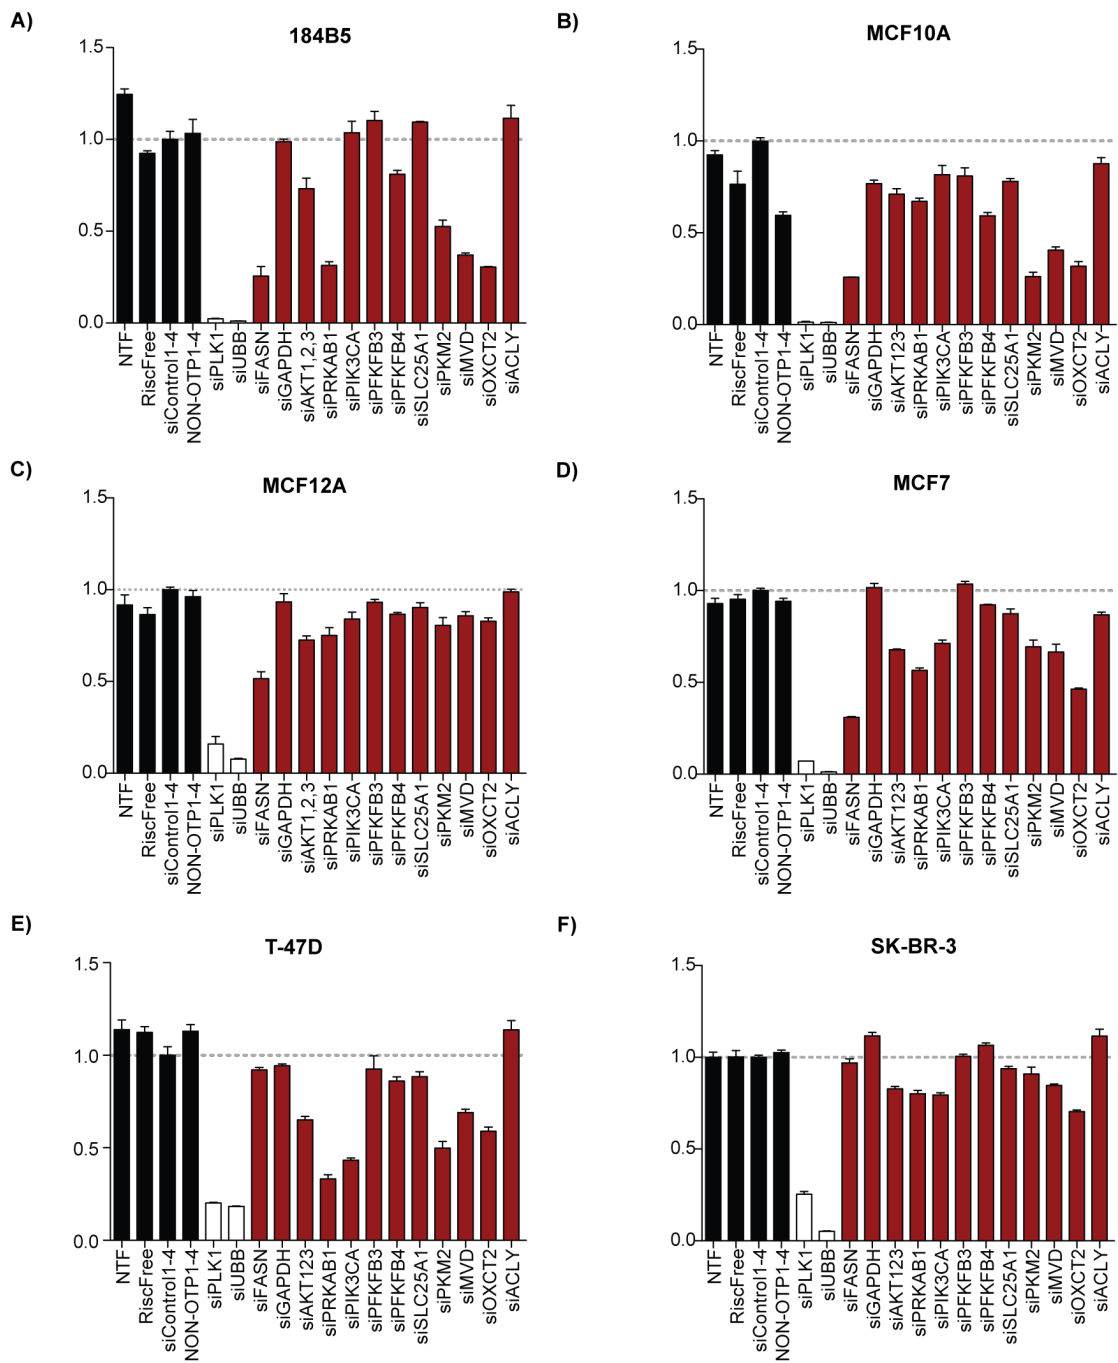 A)
184B5
1.5
1.0
0.5
0.0
NTF
RiscFree
siControl1-4
NON-OTP1-4
siPLK1
siUBB
siFASN
siGAPDH
siAKT1,2,3
siPRKAB1
siPIK3CA
siPFKFB3
siPFKFB4
siSLC25A1
siPKM2
siMVD
siOXCT2
siACLY
B)
MCF10A
1.5
1.0
0.5
0.0
NTF
RiscFree
siControl1-4
NON-OTP1-4
siPLK1
siUBB
siFASN
siGAPDH
siAKT123
siPRKAB1
siPIK3CA
siPFKFB3
siPFKFB4
siSLC25A1
siPKM2
siMVD
siOXCT2
siACLY
C)
MCF12A
1.5
1.0
0.5
0.0
NTF
RiscFree
siControl1-4
NON-OTP1-4
siPLK1
siUBB
siFASN
siGAPDH
siAKT1,2,3
siPRKAB1
siPIK3CA
siPFKFB3
siPFKFB4
siSLC25A1
siPKM2
siMVD
siOXCT2
siACLY
D)
MCF7
1.5
1.0
0.5
0.0
NTF
RiscFree
siControl1-4
NON-OTP1-4
siPLK1
siUBB
siFASN
siGAPDH
siAKT123
siPRKAB1
siPIK3CA
siPFKFB3
siPFKFB4
siSLC25A1
siPKM2
siMVD
siOXCT2
siACLY
E)
T-47D
1.5
1.0
0.5
0.0
NTF
RiscFree
siControl1-4
NON-OTP1-4
siPLK1
siUBB
siFASN
siGAPDH
siAKT123
siPRKAB1
siPIK3CA
siPFKFB3
siPFKFB4
siSLC25A1
siPKM2
siMVD
siOXCT2
siACLY
F)
SK-BR-3
1.5
1.0
0.5
0.0
NTF
RiscFree
siControl1-4
NON-OTP1-4
siPLK1
siUBB
siFASN
siGAPDH
siAKT123
siPRKAB1
siPIK3CA
siPFKFB3
siPFKFB4
siSLC25A1
siPKM2
siMVD
siOXCT2
siACLY